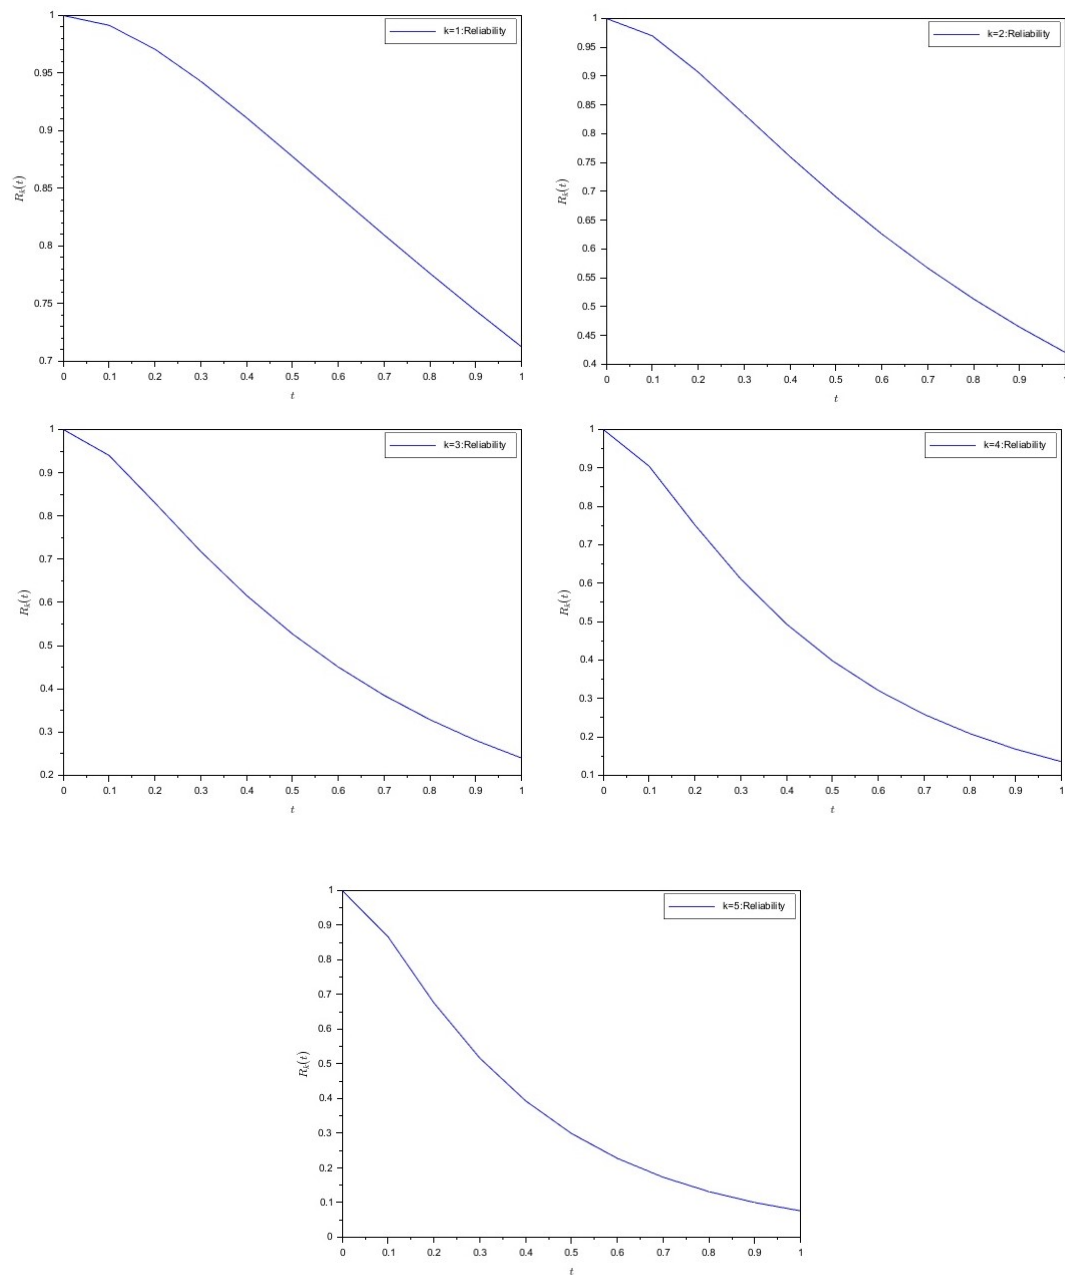 k=1:Reliability
R_k(t)
1
0.95
0.9
0.85
0.8
0.75
0.7
0 0.1 0.2 0.3 0.4 0.5 0.6 0.7 0.8 0.9 1
t
k=2:Reliability
R_k(t)
1
0.95
0.9
0.85
0.8
0.75
0.7
0.65
0.6
0.55
0.5
0.45
0.4
0 0.1 0.2 0.3 0.4 0.5 0.6 0.7 0.8 0.9 1
t
k=3:Reliability
R_k(t)
1
0.9
0.8
0.7
0.6
0.5
0.4
0.3
0.2
0 0.1 0.2 0.3 0.4 0.5 0.6 0.7 0.8 0.9 1
t
k=4:Reliability
R_k(t)
1
0.9
0.8
0.7
0.6
0.5
0.4
0.3
0.2
0.1
0 0.1 0.2 0.3 0.4 0.5 0.6 0.7 0.8 0.9 1
t
k=5:Reliability
R_k(t)
1
0.9
0.8
0.7
0.6
0.5
0.4
0.3
0.2
0.1
0
0 0.1 0.2 0.3 0.4 0.5 0.6 0.7 0.8 0.9 1
t